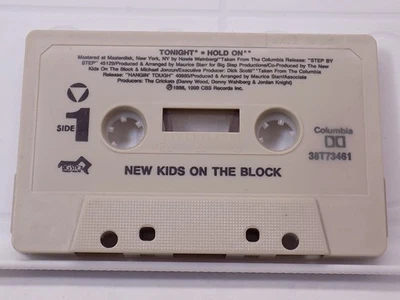 TONIGHT* • HOLD ON**
Mastered at Masterdisk, New York, NY by Howie Weinberg/*Taken From The Columbia Release: "STEP BY
STEP" 45129/Produced & Arranged by Maurice Starr for Big Step Productions/Co-Produced by The New
Kids On The Block & Michael Jonzun/Executive Producer: Dick Scott/**Taken From The Columbia
Release: "HANGIN' TOUGH" 40985/Produced & Arranged by Maurice Starr/Associate
Producers: The Crickets (Danny Wood, Donny Wahlberg & Jordan Knight)
℗1988, 1990 CBS Records Inc.
SIDE 1
Columbia
38T73461
NEW KIDS ON THE BLOCK